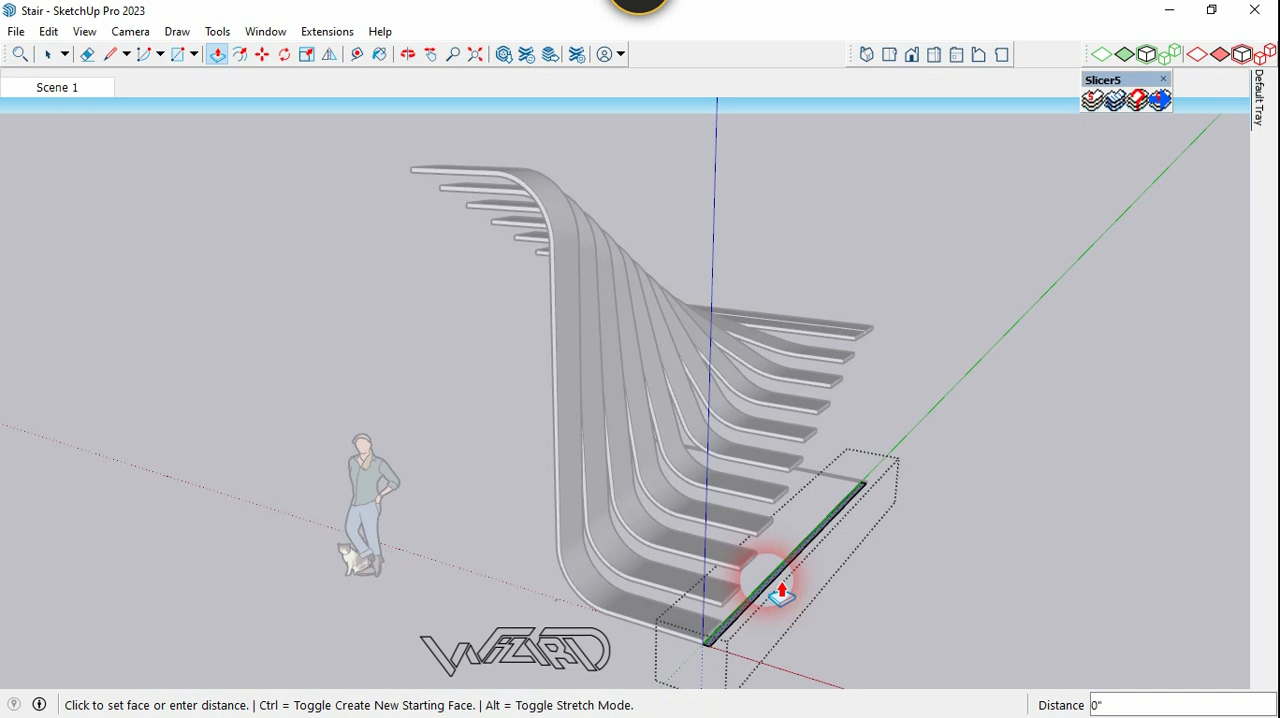 Stair - SketchUp Pro 2023
File Edit View Camera Draw Tools Window Extensions Help
Scene 1
Slicer5
Default Tray
WIZARD
Click to set face or enter distance. | Ctrl = Toggle Create New Starting Face. | Alt = Toggle Stretch Mode.
Distance 0"